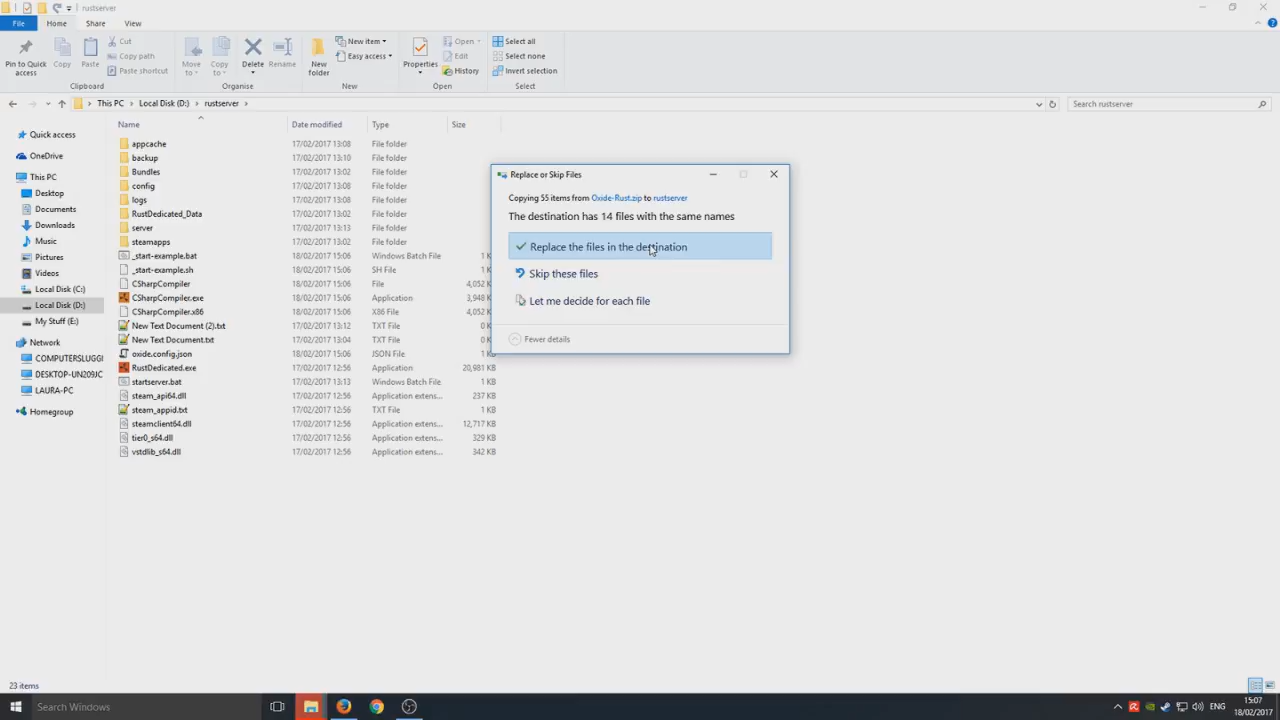 rustserver
File Home Share View
Pin to Quick access
Copy
Paste
Cut
Copy path
Paste shortcut
Move to
Copy to
Delete
Rename
New folder
New item
Easy access
Properties
Open
Edit
History
Select all
Select none
Invert selection
Clipboard Organise New Open Select
This PC Local Disk (D:) rustserver
Search rustserver
Name Date modified Type Size
Quick access
OneDrive
This PC
Desktop
Documents
Downloads
Music
Pictures
Videos
Local Disk (C:)
Local Disk (D:)
My Stuff (E:)
Network
COMPUTERSLUGGI
DESKTOP-UN209JC
LAURA-PC
Homegroup
appcache 17/02/2017 13:08 File folder
backup 17/02/2017 13:10 File folder
Bundles 17/02/2017 13:02 File folder
config 17/02/2017 13:08 File folder
logs 17/02/2017 13:08 File folder
RustDedicated_Data 17/02/2017 13:02 File folder
server 17/02/2017 13:02 File folder
steamapps 17/02/2017 13:02 File folder
_start-example.bat 18/02/2017 15:06 Windows Batch File 1 K
_start-example.sh 18/02/2017 15:06 SH File 1 K
CSharpCompiler 18/02/2017 15:06 File 4,052 K
CSharpCompiler.exe 18/02/2017 15:06 Application 3,948 K
CSharpCompiler.x86 18/02/2017 15:06 X86 File 4,052 K
New Text Document (2).txt 17/02/2017 13:12 TXT File 0 K
New Text Document.txt 17/02/2017 13:04 TXT File 0 K
oxide.config.json 18/02/2017 15:06 JSON File 1 KB
RustDedicated.exe 17/02/2017 12:56 Application 20,981 KB
startserver.bat 17/02/2017 13:13 Windows Batch File 1 KB
steam_api64.dll 17/02/2017 12:56 Application extens... 237 KB
steam_appid.txt 17/02/2017 12:56 TXT File 1 KB
steamclient64.dll 17/02/2017 12:56 Application extens... 12,717 KB
tier0_s64.dll 17/02/2017 12:56 Application extens... 329 KB
vstdlib_s64.dll 17/02/2017 12:56 Application extens... 342 KB
Replace or Skip Files
Copying 55 items from Oxide-Rust.zip to rustserver
The destination has 14 files with the same names
Replace the files in the destination
Skip these files
Let me decide for each file
Fewer details
23 items
Search Windows
ENG
15:07
18/02/2017